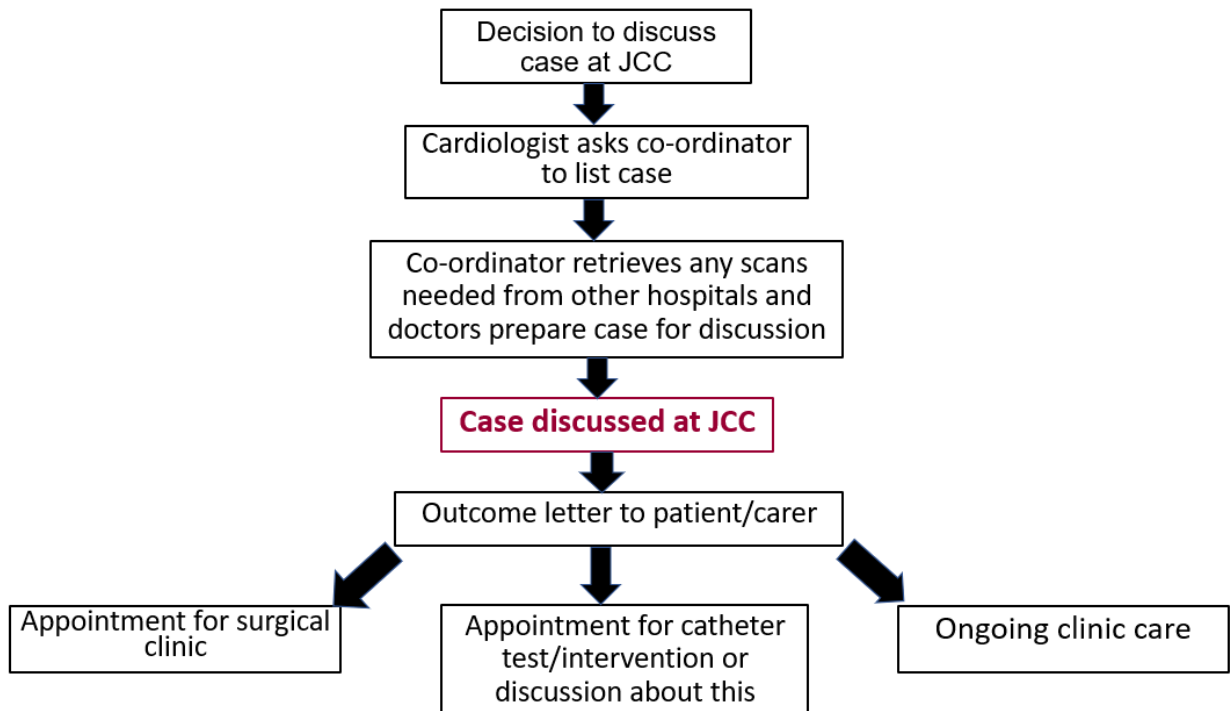 Decision to discuss
case at JCC
Cardiologist asks co-ordinator
to list case
Co-ordinator retrieves any scans
needed from other hospitals and
doctors prepare case for discussion
Case discussed at JCC
Outcome letter to patient/carer
Appointment for surgical
clinic
Appointment for catheter
test/intervention or
discussion about this
Ongoing clinic care